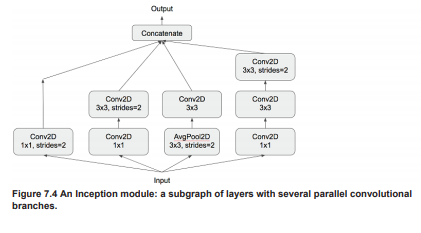 Output
Concatenate
Conv2D
3x3, strides=2
Conv2D
3x3, strides=2
Conv2D
3x3
Conv2D
3x3
Conv2D
1x1, strides=2
Conv2D
1x1
AvgPool2D
3x3, strides=2
Conv2D
1x1
Input
Figure 7.4 An Inception module: a subgraph of layers with several parallel convolutional
branches.